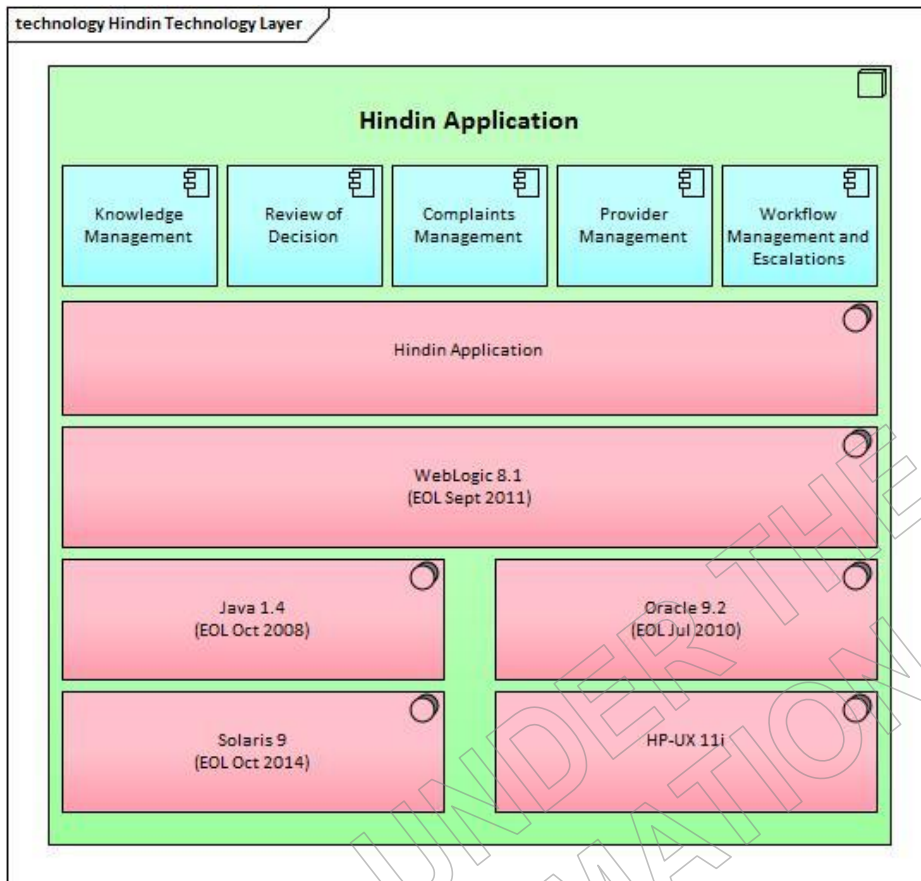 technology Hindin Technology Layer
Hindin Application
Knowledge
Management
Review of
Decision
Complaints
Management
Provider
Management
Workflow
Management and
Escalations
Hindin Application
WebLogic 8.1
(EOL Sept 2011)
Java 1.4
(EOL Oct 2008)
Oracle 9.2
(EOL Jul 2010)
Solaris 9
(EOL Oct 2014)
HP-UX 11i
UNDER THE